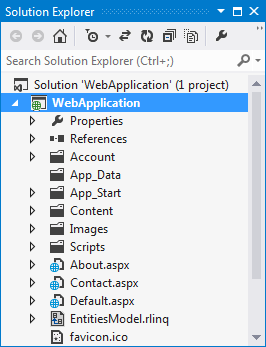 Solution Explorer
Search Solution Explorer (Ctrl+;)
Solution 'WebApplication' (1 project)
WebApplication
Properties
References
Account
App_Data
App_Start
Content
Images
Scripts
About.aspx
Contact.aspx
Default.aspx
EntitiesModel.rlinq
favicon.ico